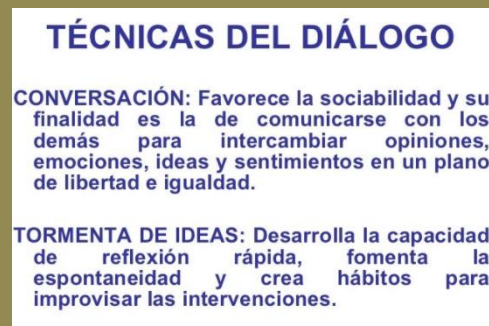 TÉCNICAS DEL DIÁLOGO
CONVERSACIÓN: Favorece la sociabilidad y su
finalidad es la de comunicarse con los
demás para intercambiar opiniones,
emociones, ideas y sentimientos en un plano
de libertad e igualdad.
TORMENTA DE IDEAS: Desarrolla la capacidad
de reflexión rápida, fomenta la
espontaneidad y crea hábitos para
improvisar las intervenciones.